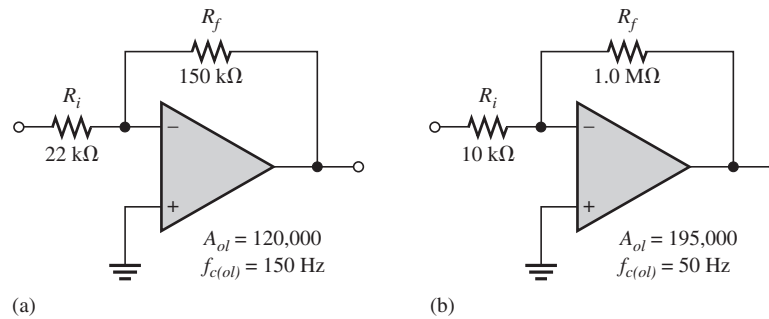 R_f
150 kΩ
R_i
22 kΩ
−
+
A_ol = 120,000
f_c(ol) = 150 Hz
(a)
R_f
1.0 MΩ
R_i
10 kΩ
−
+
A_ol = 195,000
f_c(ol) = 50 Hz
(b)